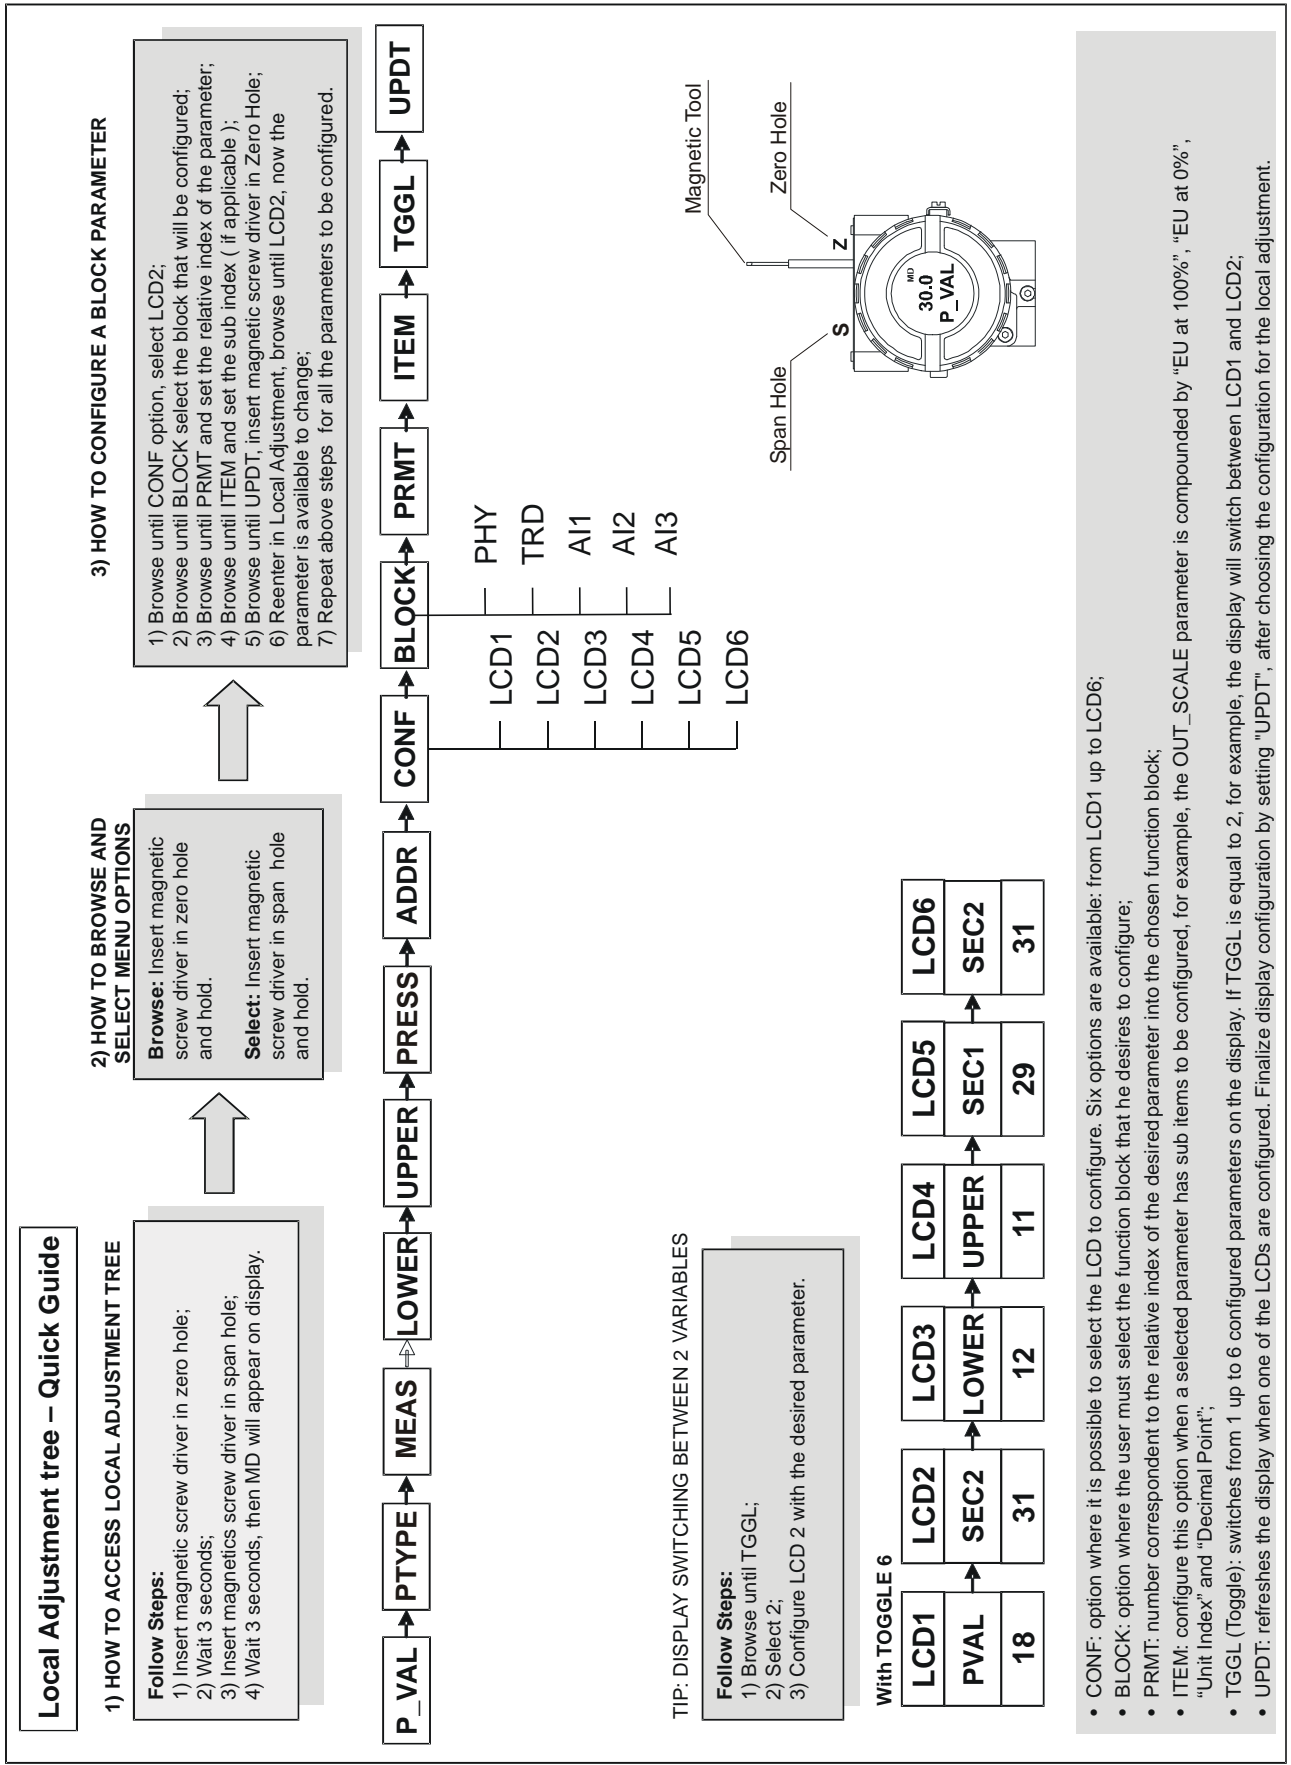 Local Adjustment tree – Quick Guide
1) HOW TO ACCESS LOCAL ADJUSTMENT TREE
Follow Steps:
1) Insert magnetic screw driver in zero hole;
2) Wait 3 seconds;
3) Insert magnetics screw driver in span hole;
4) Wait 3 seconds, then MD will appear on display.
2) HOW TO BROWSE AND
SELECT MENU OPTIONS
Browse: Insert magnetic
screw driver in zero hole
and hold.
Select: Insert magnetic
screw driver in span hole
and hold.
3) HOW TO CONFIGURE A BLOCK PARAMETER
1) Browse until CONF option, select LCD2;
2) Browse until BLOCK select the block that will be configured;
3) Browse until PRMT and set the relative index of the parameter;
4) Browse until ITEM and set the sub index ( if applicable );
5) Browse until UPDT, insert magnetic screw driver in Zero Hole;
6) Reenter in Local Adjustment, browse until LCD2, now the
parameter is available to change;
7) Repeat above steps for all the parameters to be configured.
P_VAL PTYPE MEAS LOWER UPPER PRESS ADDR CONF BLOCK PRMT ITEM TGGL UPDT
LCD1
LCD2
LCD3
LCD4
LCD5
LCD6
PHY
TRD
AI1
AI2
AI3
TIP: DISPLAY SWITCHING BETWEEN 2 VARIABLES
Follow Steps:
1) Browse until TGGL;
2) Select 2;
3) Configure LCD 2 with the desired parameter.
Magnetic Tool
Span Hole
Zero Hole
S
Z
MD
30.0
P_VAL
With TOGGLE 6
LCD1 LCD2 LCD3 LCD4 LCD5 LCD6
PVAL SEC2 LOWER UPPER SEC1 SEC2
18 31 12 11 29 31
• CONF: option where it is possible to select the LCD to configure. Six options are available: from LCD1 up to LCD6;
• BLOCK: option where the user must select the function block that he desires to configure;
• PRMT: number correspondent to the relative index of the desired parameter into the chosen function block;
• ITEM: configure this option when a selected parameter has sub items to be configured, for example, the OUT_SCALE parameter is compounded by “EU at 100%”, “EU at 0%”,
“Unit Index” and “Decimal Point”;
• TGGL (Toggle): switches from 1 up to 6 configured parameters on the display. If TGGL is equal to 2, for example, the display will switch between LCD1 and LCD2;
• UPDT: refreshes the display when one of the LCDs are configured. Finalize display configuration by setting "UPDT", after choosing the configuration for the local adjustment.